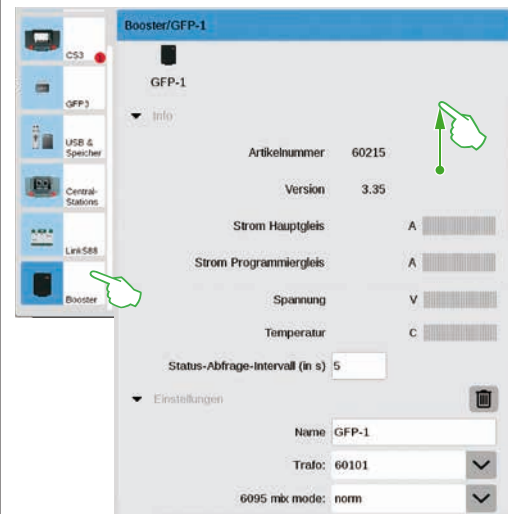 CS3
GFP3
USB &
Speicher
Central-
Stations
LinkS88
Booster
Booster/GFP-1
GFP-1
Info
Artikelnummer 60215
Version 3.35
Strom Hauptgleis A
Strom Programmiergleis A
Spannung V
Temperatur C
Status-Abfrage-Intervall (in s) 5
Einstellungen
Name GFP-1
Trafo: 60101
6095 mix mode: norm